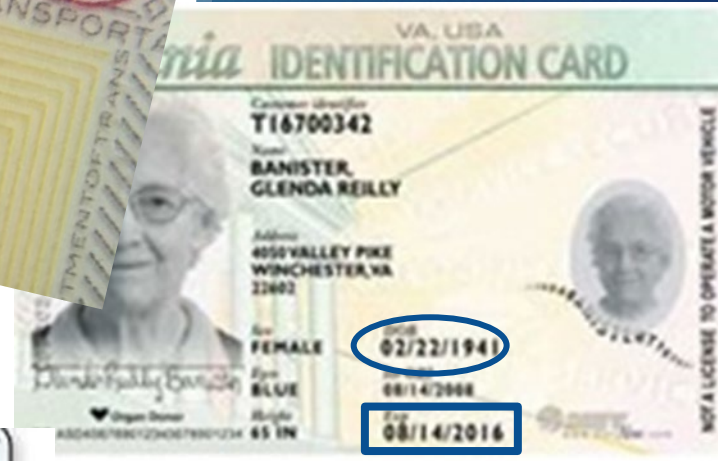 NSPORTA
TMENTOFTRANS
VA, USA
nia IDENTIFICATION CARD
Customer identifier
T16700342
Name
BANISTER,
GLENDA REILLY
Address
4050 VALLEY PIKE
WINCHESTER, VA
22602
Sex
FEMALE
DOB
02/22/1941
Eyes
BLUE
08/14/2008
Organ Donor
Height
65 IN
Exp
08/14/2016
NOT A LICENSE TO OPERATE A MOTOR VEHICLE